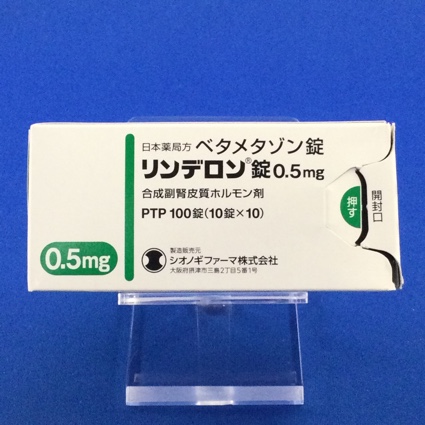 日本薬局方 ベタメタゾン錠
リンデロン®錠0.5mg
合成副腎皮質ホルモン剤
PTP 100錠(10錠×10)
製造販売元
シオノギファーマ株式会社
大阪府摂津市三島2丁目5番1号
0.5mg
開封口
押す